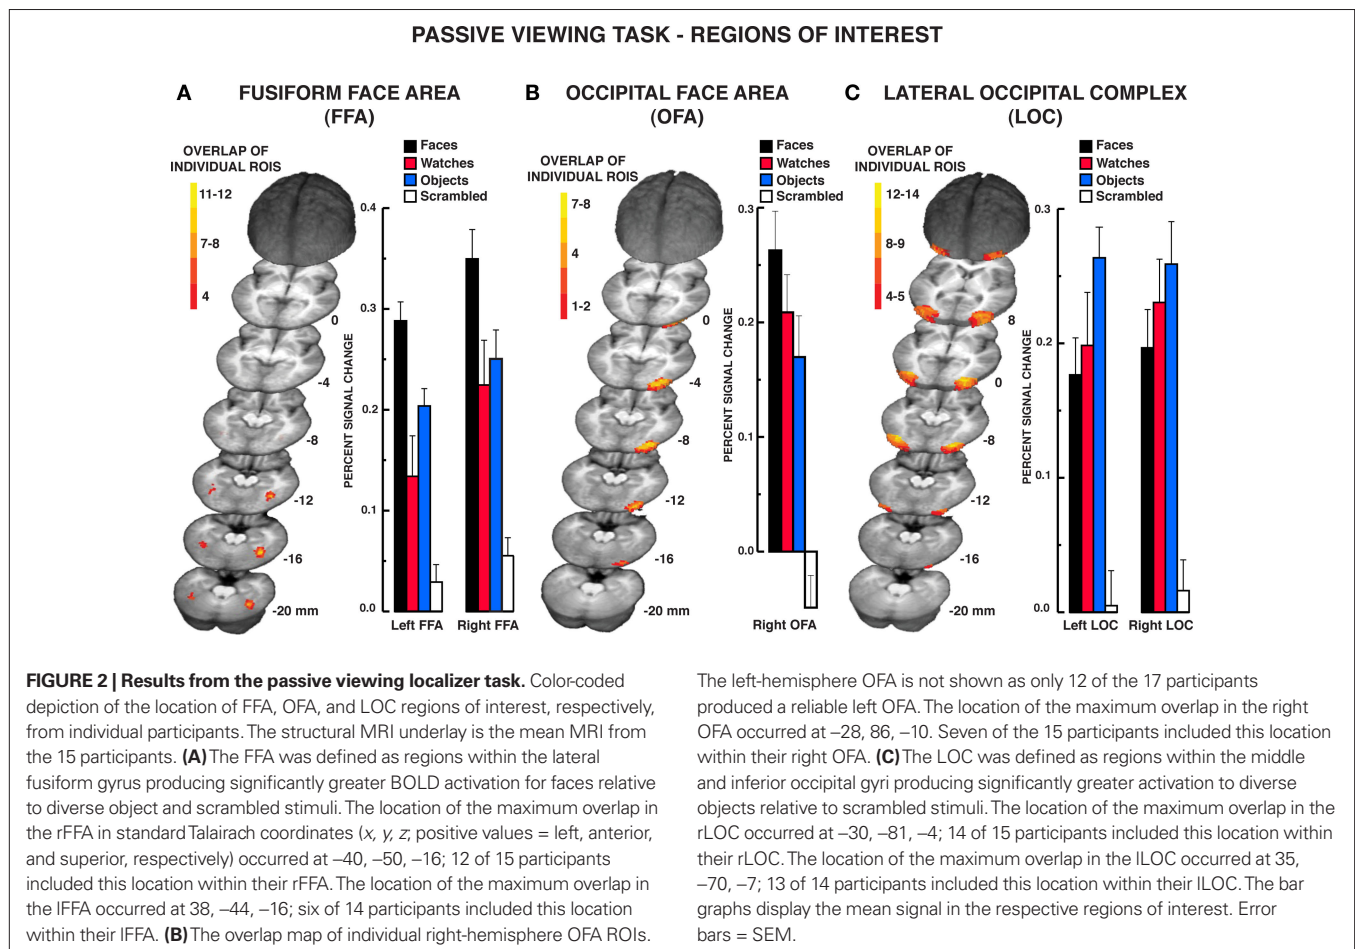 PASSIVE VIEWING TASK - REGIONS OF INTEREST
A FUSIFORM FACE AREA
(FFA)
OVERLAP OF
INDIVIDUAL ROIS
11-12
7-8
4
Faces
Watches
Objects
Scrambled
0
-4
-8
-12
-16
-20 mm
PERCENT SIGNAL CHANGE
0.4
0.3
0.2
0.1
0.0
Left FFA
Right FFA
B OCCIPITAL FACE AREA
(OFA)
OVERLAP OF
INDIVIDUAL ROIS
7-8
4
1-2
Faces
Watches
Objects
Scrambled
0
-4
-8
-12
-16
-20 mm
PERCENT SIGNAL CHANGE
0.3
0.2
0.1
0.0
Right OFA
C LATERAL OCCIPITAL COMPLEX
(LOC)
OVERLAP OF
INDIVIDUAL ROIS
12-14
8-9
4-5
Faces
Watches
Objects
Scrambled
8
0
-8
-12
-16
-20 mm
PERCENT SIGNAL CHANGE
0.3
0.2
0.1
0.0
Left LOC
Right LOC
FIGURE 2 | Results from the passive viewing localizer task. Color-coded
depiction of the location of FFA, OFA, and LOC regions of interest, respectively,
from individual participants. The structural MRI underlay is the mean MRI from
the 15 participants. (A) The FFA was defined as regions within the lateral
fusiform gyrus producing significantly greater BOLD activation for faces relative
to diverse object and scrambled stimuli. The location of the maximum overlap in
the rFFA in standard Talairach coordinates (x, y, z; positive values = left, anterior,
and superior, respectively) occurred at –40, –50, –16; 12 of 15 participants
included this location within their rFFA. The location of the maximum overlap in
the lFFA occurred at 38, –44, –16; six of 14 participants included this location
within their lFFA. (B) The overlap map of individual right-hemisphere OFA ROIs.
The left-hemisphere OFA is not shown as only 12 of the 17 participants
produced a reliable left OFA. The location of the maximum overlap in the right
OFA occurred at –28, 86, –10. Seven of the 15 participants included this location
within their right OFA. (C) The LOC was defined as regions within the middle
and inferior occipital gyri producing significantly greater activation to diverse
objects relative to scrambled stimuli. The location of the maximum overlap in the
rLOC occurred at –30, –81, –4; 14 of 15 participants included this location within
their rLOC. The location of the maximum overlap in the lLOC occurred at 35,
–70, –7; 13 of 14 participants included this location within their lLOC. The bar
graphs display the mean signal in the respective regions of interest. Error
bars = SEM.